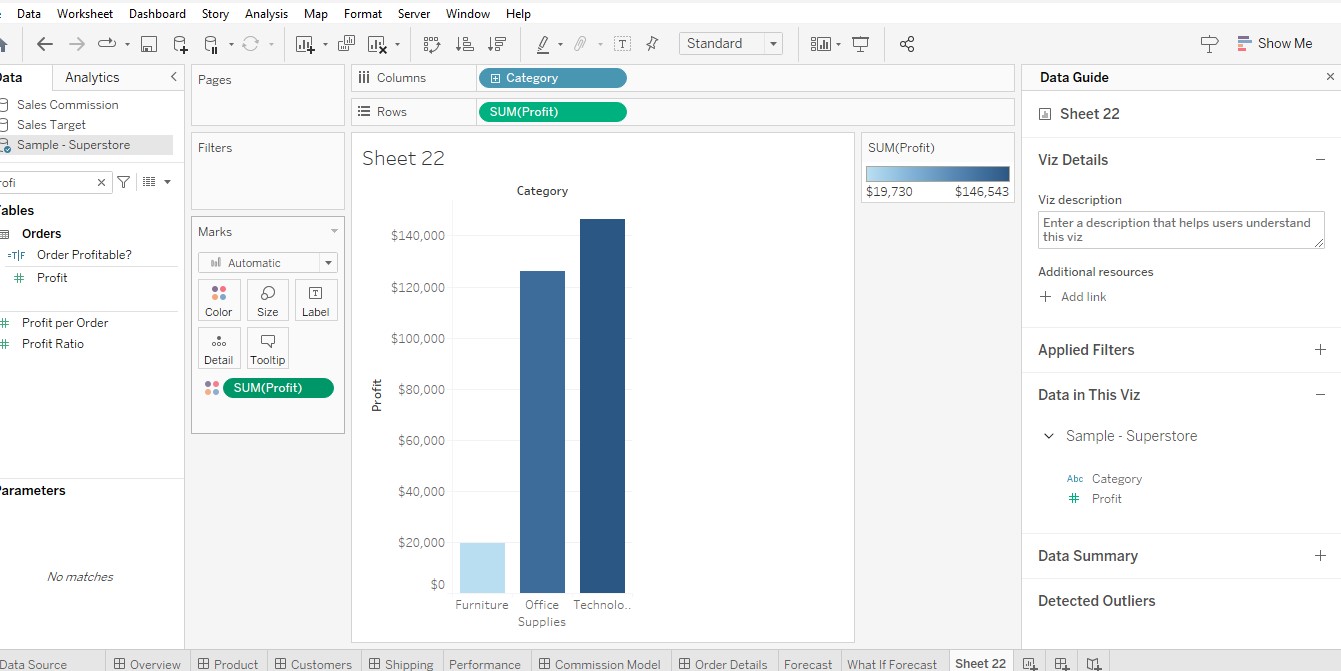 Data Worksheet Dashboard Story Analysis Map Format Server Window Help
Standard
Show Me
Data
Analytics
Sales Commission
Sales Target
Sample - Superstore
rofi
Tables
Orders
=T|F Order Profitable?
Profit
Profit per Order
Profit Ratio
Parameters
No matches
Pages
Filters
Marks
Automatic
Color
Size
Label
Detail
Tooltip
SUM(Profit)
Columns
Category
Rows
SUM(Profit)
Sheet 22
Category
Profit
$140,000
$120,000
$100,000
$80,000
$60,000
$40,000
$20,000
$0
Furniture
Office
Supplies
Technolo..
SUM(Profit)
$19,730
$146,543
Data Guide
Sheet 22
Viz Details
Viz description
Enter a description that helps users understand
this viz
Additional resources
Add link
Applied Filters
Data in This Viz
Sample - Superstore
Abc Category
Profit
Data Summary
Detected Outliers
Data Source
Overview
Product
Customers
Shipping
Performance
Commission Model
Order Details
Forecast
What If Forecast
Sheet 22